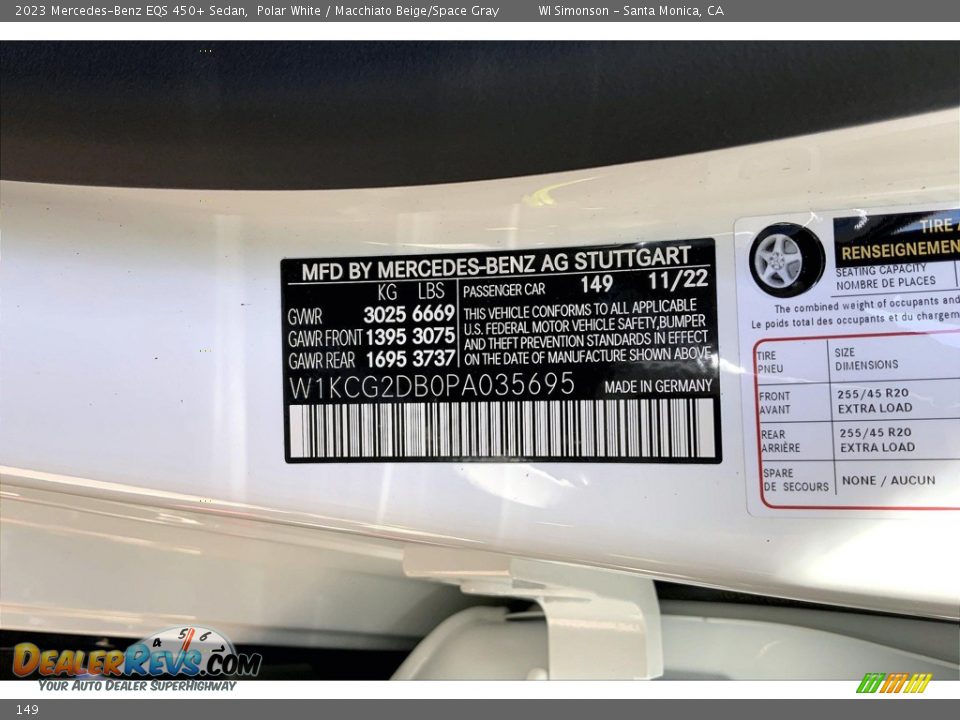 2023 Mercedes-Benz EQS 450+ Sedan, Polar White / Macchiato Beige/Space Gray WI Simonson - Santa Monica, CA
MFD BY MERCEDES-BENZ AG STUTTGART
KG LBS
GVWR 3025 6669
GAWR FRONT 1395 3075
GAWR REAR 1695 3737
PASSENGER CAR 149 11/22
THIS VEHICLE CONFORMS TO ALL APPLICABLE
U.S. FEDERAL MOTOR VEHICLE SAFETY, BUMPER
AND THEFT PREVENTION STANDARDS IN EFFECT
ON THE DATE OF MANUFACTURE SHOWN ABOVE
W1KCG2DB0PA035695 MADE IN GERMANY
TIRE
RENSEIGNEMEN
SEATING CAPACITY
NOMBRE DE PLACES
The combined weight of occupants and
Le poids total des occupants et du chargem
TIRE SIZE
PNEU DIMENSIONS
FRONT 255/45 R20
AVANT EXTRA LOAD
REAR 255/45 R20
ARRIÈRE EXTRA LOAD
SPARE NONE / AUCUN
DE SECOURS
4 5 6
DEALERREVS.COM
YOUR AUTO DEALER SUPERHIGHWAY
149